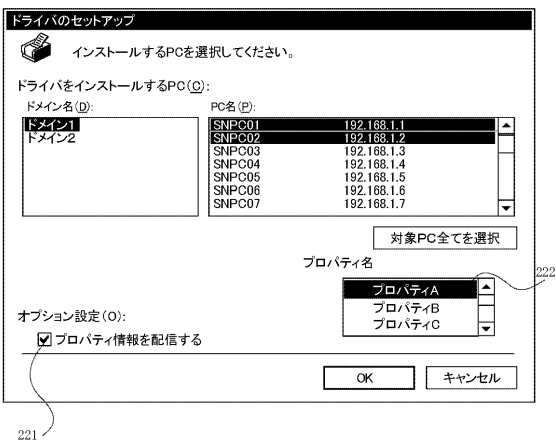 ドライバのセットアップ
インストールするPCを選択してください。
ドライバをインストールするPC(C):
ドメイン名(D):
PC名(P):
ドメイン1
ドメイン2
SNPC01 192.168.1.1
SNPC02 192.168.1.2
SNPC03 192.168.1.3
SNPC04 192.168.1.4
SNPC05 192.168.1.5
SNPC06 192.168.1.6
SNPC07 192.168.1.7
対象PC全てを選択
プロパティ名
222
プロパティA
プロパティB
プロパティC
オプション設定(O):
プロパティ情報を配信する
OK
キャンセル
221